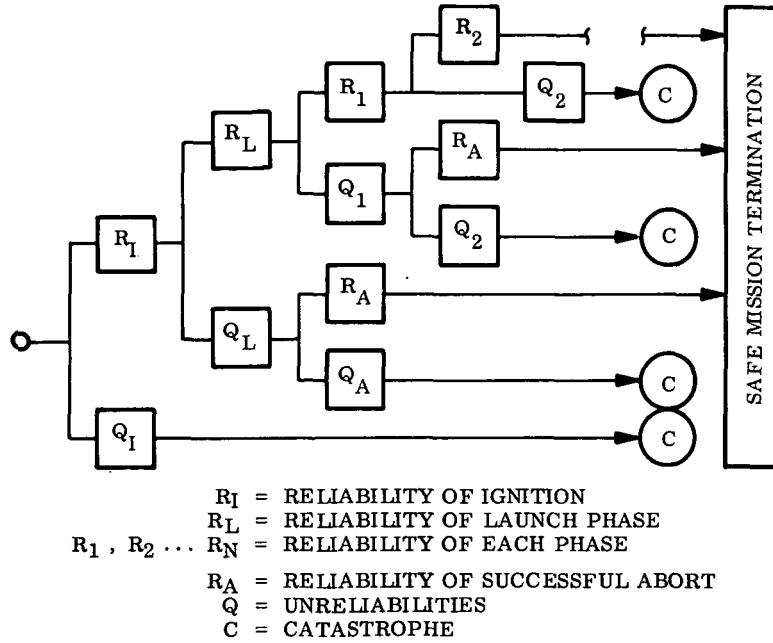 R2
R1
Q2
C
RL
RA
Q1
Q2
C
RI
RA
QL
QA
C
QI
C
SAFE MISSION TERMINATION
RI = RELIABILITY OF IGNITION
RL = RELIABILITY OF LAUNCH PHASE
R1 , R2 ... RN = RELIABILITY OF EACH PHASE
RA = RELIABILITY OF SUCCESSFUL ABORT
Q = UNRELIABILITIES
C = CATASTROPHE